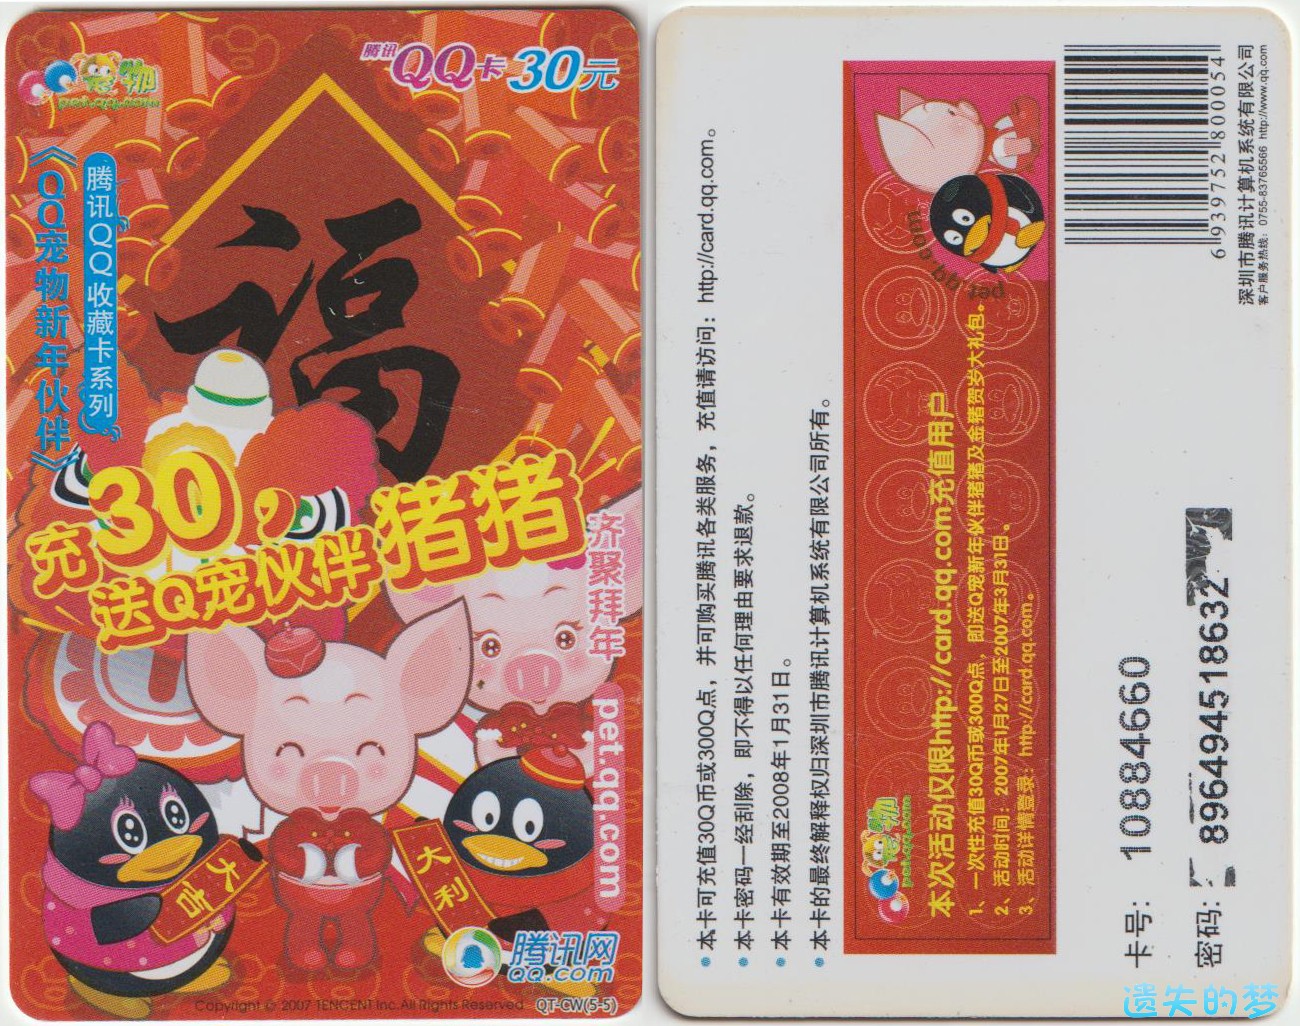 宠物
pet.qq.com
腾讯QQ卡30元
腾讯QQ收藏卡系列
《QQ宠物新年伙伴》
福
充30，
送Q宠伙伴猪猪
齐聚拜年
pet.qq.com
大吉
大利
腾讯网
QQ.com
Copyright © 2007 TENCENT Inc. All Rights Reserved.
QT-CW(5-5)
本卡可充值30Q币或300Q点，并可购买腾讯各类服务，充值请访问：http://card.qq.com。
本卡密码一经刮除，即不得以任何理由要求退款。
本卡有效期至2008年1月31日。
本卡的最终解释权归深圳市腾讯计算机系统有限公司所有。
宠物
pet.qq.com
pet.qq.com
本次活动仅限http://card.qq.com充值用户
1、一次性充值30Q币或300Q点，即送Q宠新年伙伴猪猪及金猪贺岁大礼包。
2、活动时间：2007年1月27日至2007年3月31日。
3、活动详情登录：http://card.qq.com。
6 939752 800054
深圳市腾讯计算机系统有限公司
客户服务热线：0755-83765566 http://www.qq.com
卡号：10884660
密码：896494518632
遗失的梦